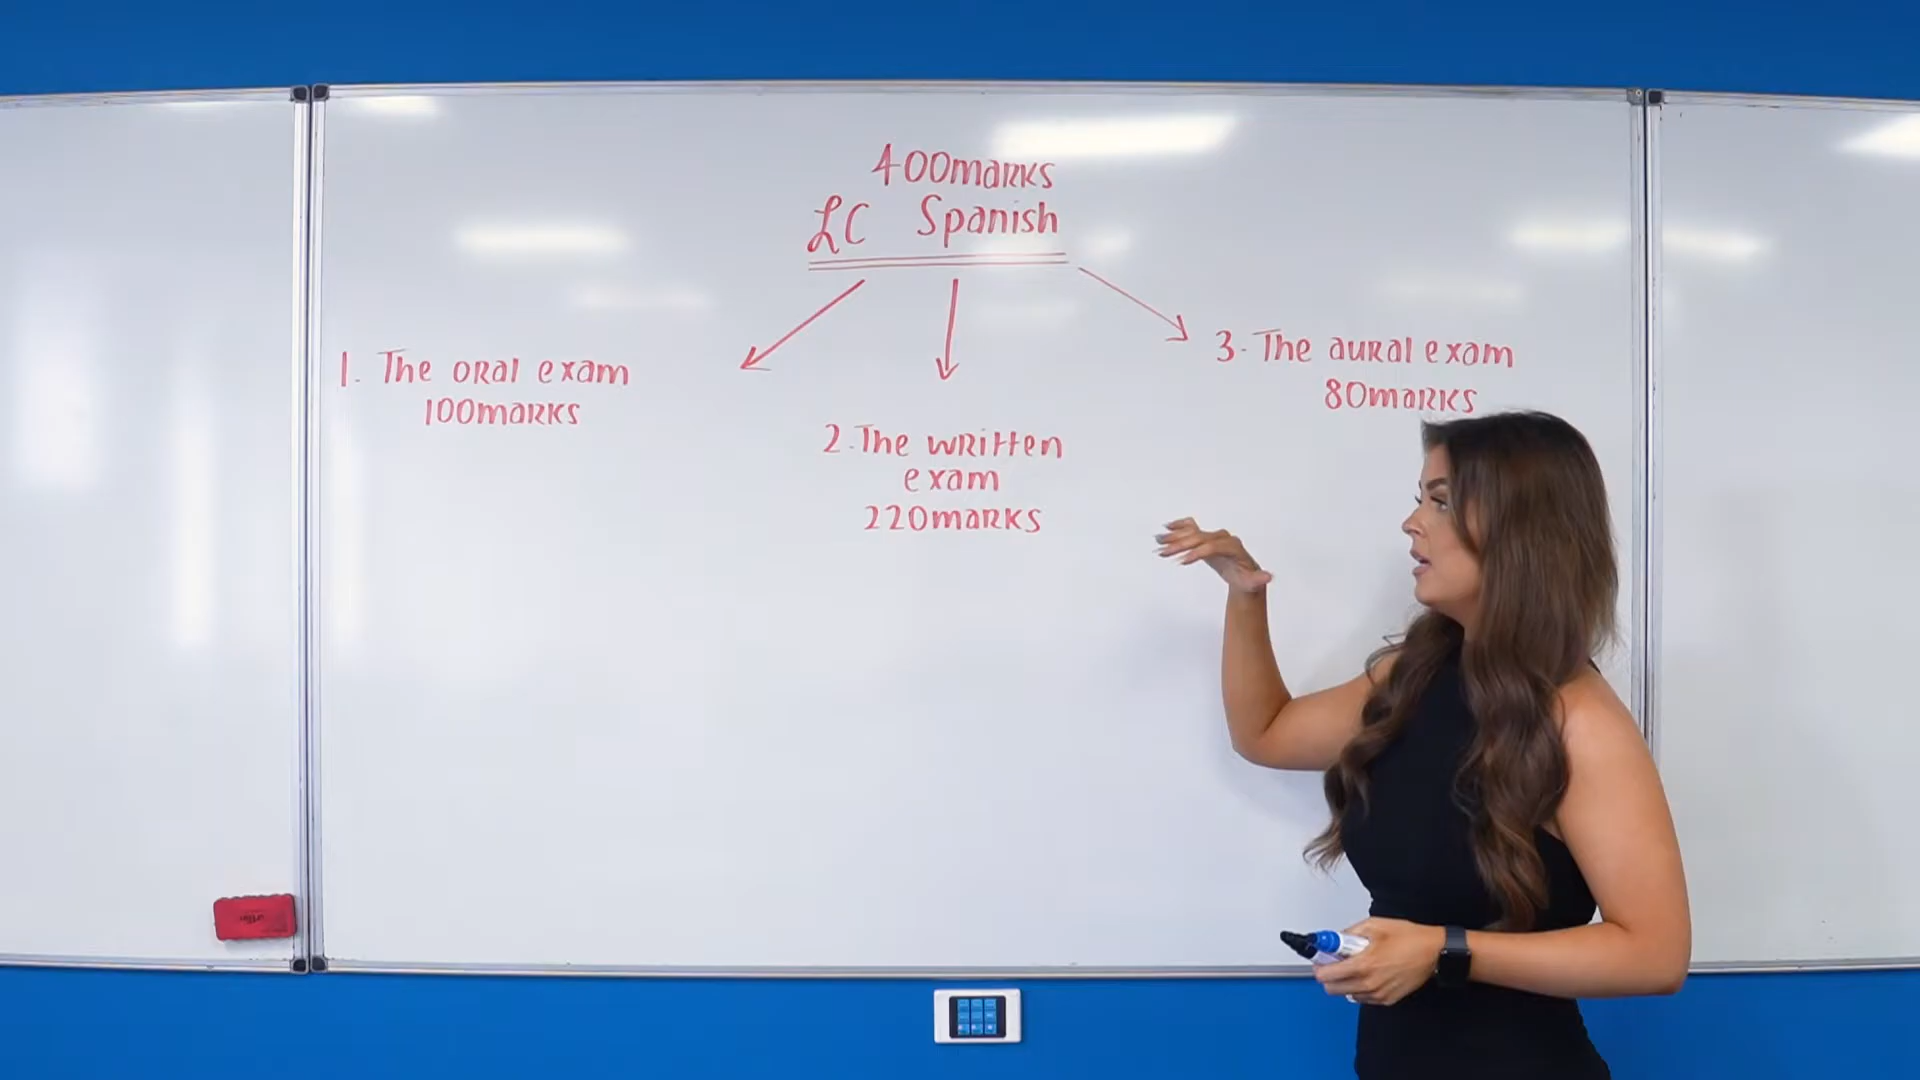 400marks
LC Spanish
1. The oral exam
100marks
2. The written
exam
220marks
3. The aural exam
80marks